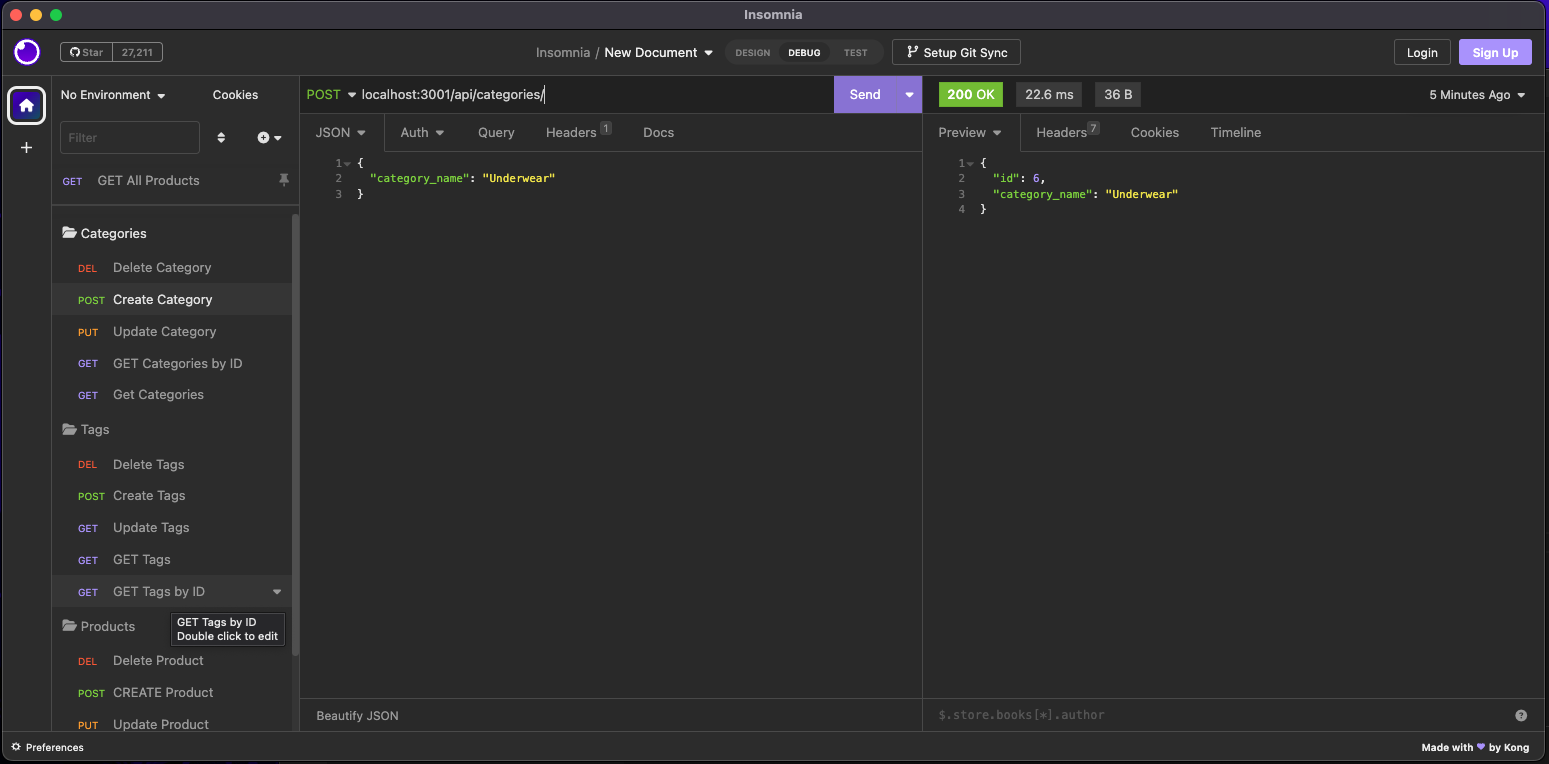 Insomnia
Star 27,211
Insomnia / New Document
DESIGN DEBUG TEST
Setup Git Sync
Login
Sign Up
No Environment
Cookies
Filter
GET GET All Products
Categories
DEL Delete Category
POST Create Category
PUT Update Category
GET GET Categories by ID
GET Get Categories
Tags
DEL Delete Tags
POST Create Tags
GET Update Tags
GET GET Tags
GET GET Tags by ID
GET Tags by ID
Double click to edit
Products
DEL Delete Product
POST CREATE Product
PUT Update Product
POST localhost:3001/api/categories/
Send
JSON Auth Query Headers 1 Docs
1 {
2 "category_name": "Underwear"
3 }
Beautify JSON
200 OK 22.6 ms 36 B 5 Minutes Ago
Preview Headers 7 Cookies Timeline
1 {
2 "id": 6,
3 "category_name": "Underwear"
4 }
$.store.books[*].author
?
Preferences
Made with ♥ by Kong